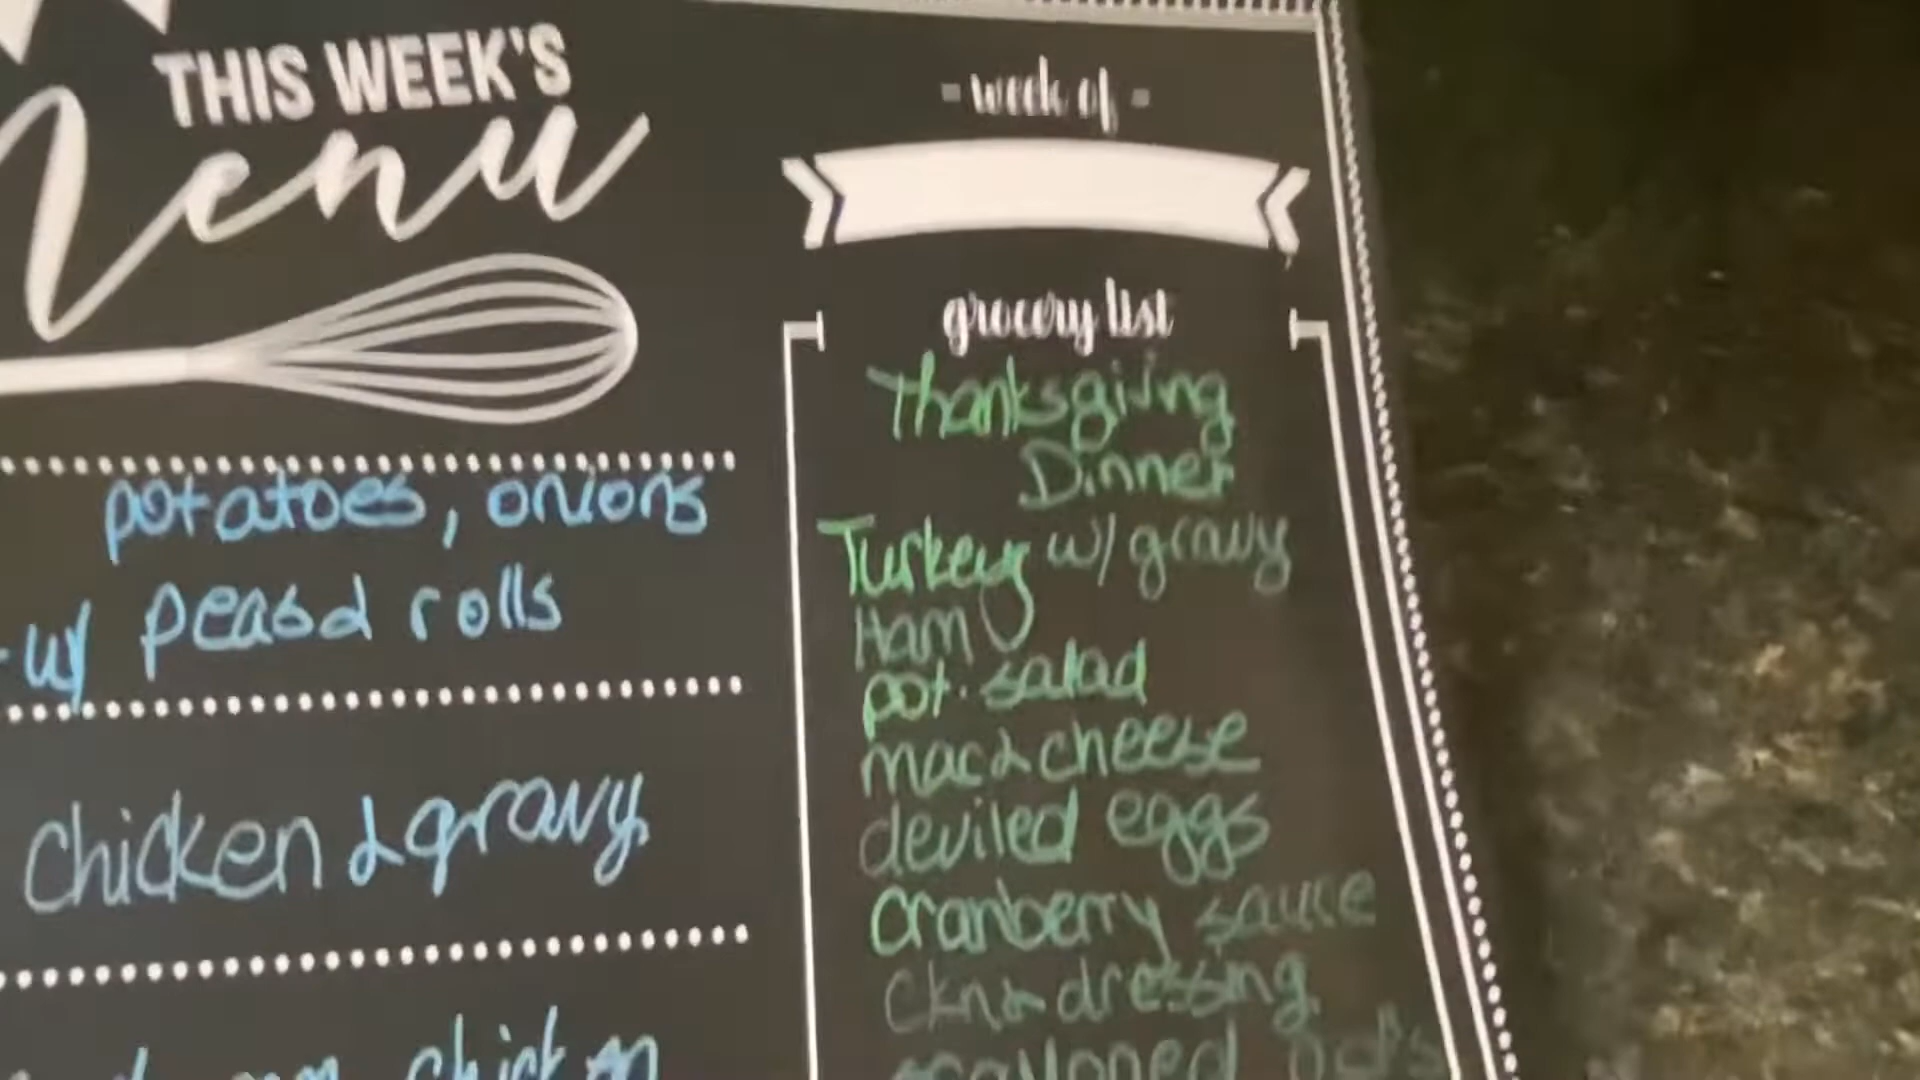 THIS WEEK'S
Menu
potatoes, onions
w/ peas & rolls
chicken & gravy
chicken
- week of -
grocery list
Thanksgiving
Dinner
Turkey w/ gravy
Ham
pot. salad
mac & cheese
deviled eggs
cranberry sauce
ckn & dressing